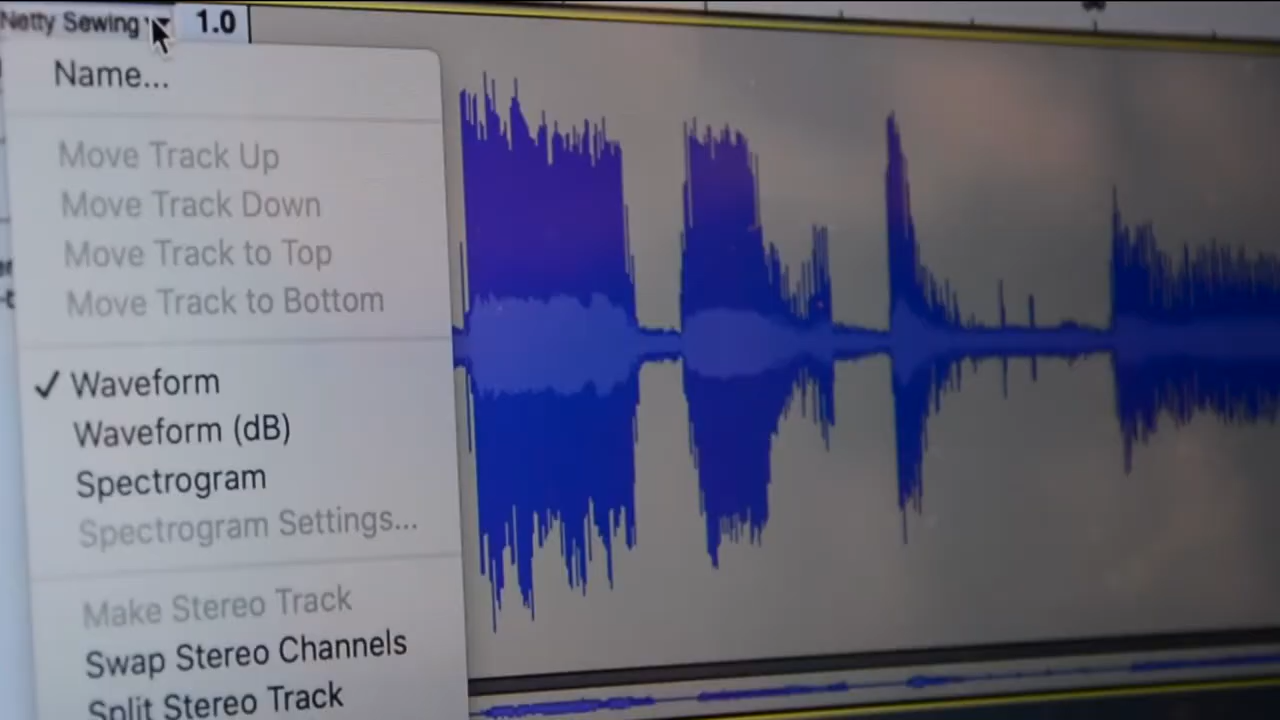 Netty Sewing 1.0
Name...
Move Track Up
Move Track Down
Move Track to Top
Move Track to Bottom
✓ Waveform
Waveform (dB)
Spectrogram
Spectrogram Settings...
Make Stereo Track
Swap Stereo Channels
Split Stereo Track